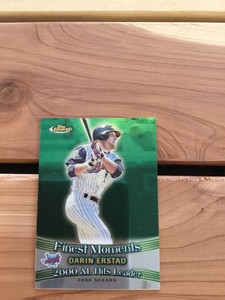 Finest
Finest Moments
DARIN ERSTAD
2000 AL Hits Leader
2000 SEASON